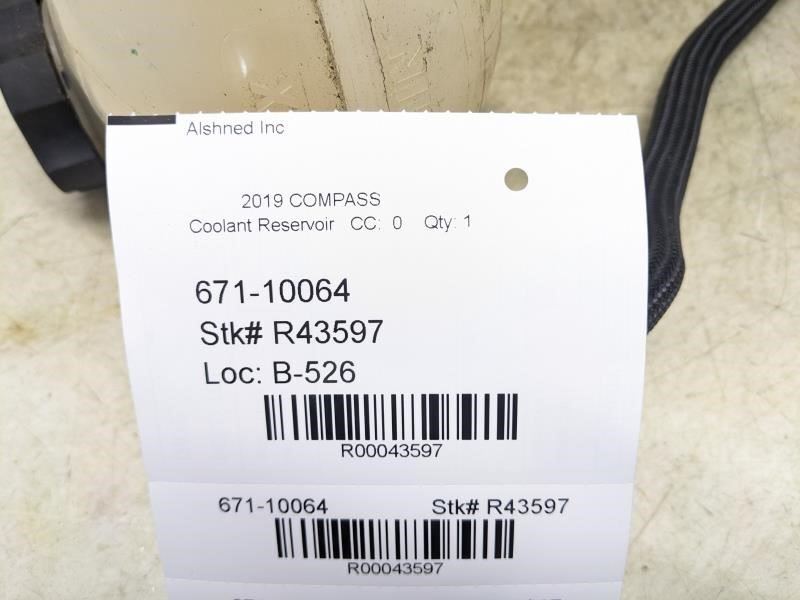 Alshned Inc
2019 COMPASS
Coolant Reservoir CC: 0 Qty: 1
671-10064
Stk# R43597
Loc: B-526
R00043597
671-10064 Stk# R43597
R00043597